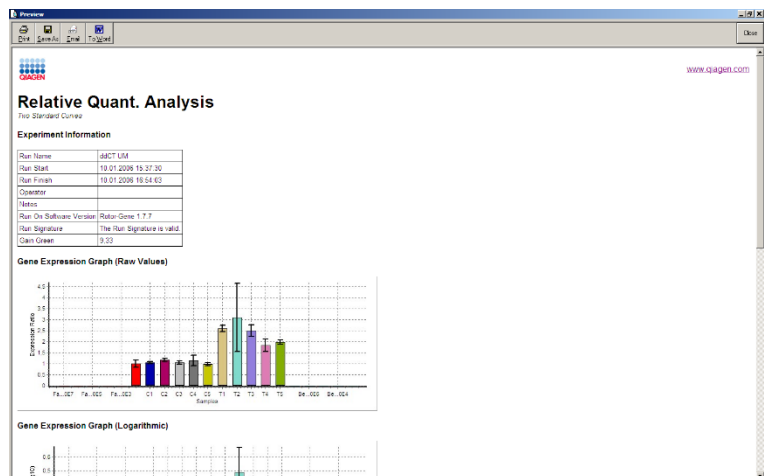 Preview
Print Save As Email To Word
Close
QIAGEN
www.qiagen.com
Relative Quant. Analysis
Two Standard Curves
Experiment Information
Run Name ddCT UM
Run Start 10.01.2006 15:37:30
Run Finish 10.01.2006 16:54:03
Operator
Notes
Run On Software Version Rotor-Gene 1.7.7
Run Signature The Run Signature is valid.
Gain Green 9.33
Gene Expression Graph (Raw Values)
Expression Ratio
4.5
4
3.5
3
2.5
2
1.5
1
0.5
0
C1 C2 C3 C4 C5 T1 T2 T3 T4 T5
Samples
Gene Expression Graph (Logarithmic)
0.6
0.5